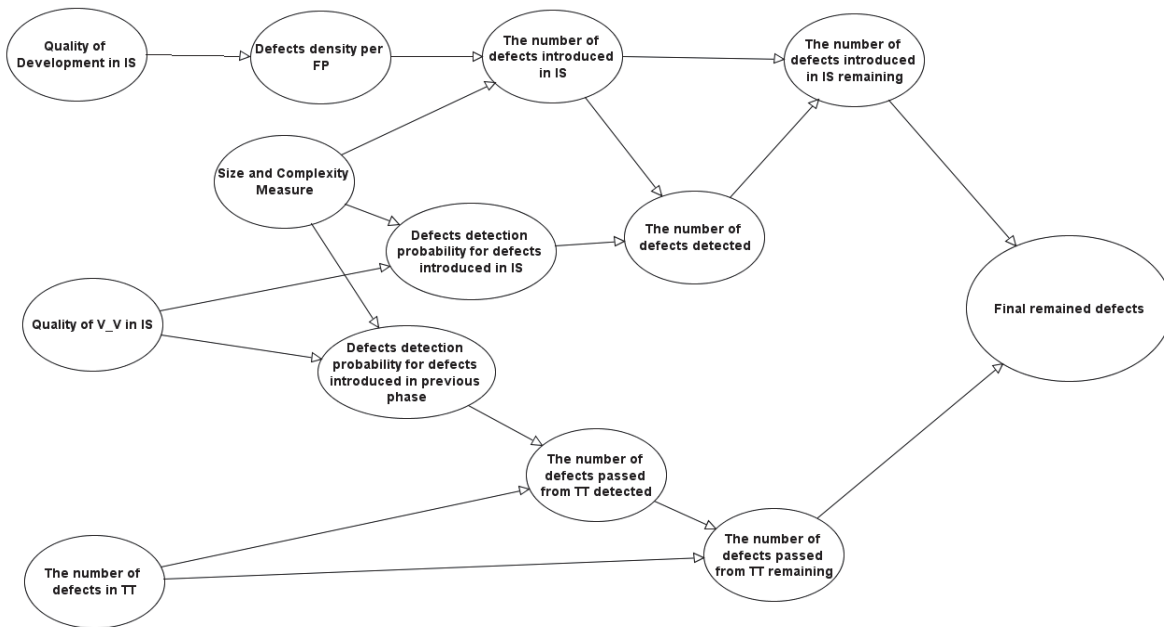 Quality of
Development in IS
Defects density per
FP
The number of
defects introduced
in IS
The number of
defects introduced
in IS remaining
Size and Complexity
Measure
Defects detection
probability for defects
introduced in IS
The number of
defects detected
Quality of V_V in IS
Defects detection
probability for defects
introduced in previous
phase
Final remained defects
The number of
defects passed
from TT detected
The number of
defects in TT
The number of
defects passed
from TT remaining